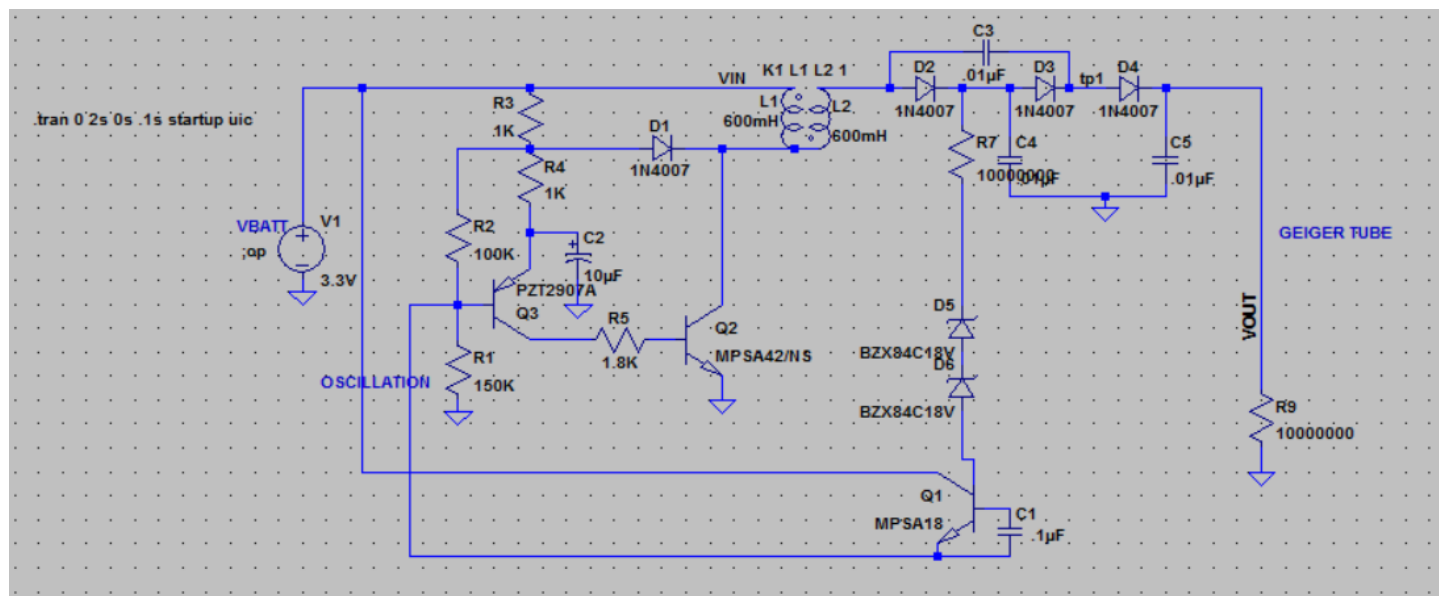 C3
.01µF
K1 L1 L2 1
VIN
D2
1N4007
D3
1N4007
tp1
D4
1N4007
R3
1K
L1
600mH
L2
600mH
.tran 0 2s 0s .1s startup uic
D1
1N4007
R4
1K
R7
10000000
C4
.01µF
C5
.01µF
VBATT
;op
V1
3.3V
R2
100K
C2
10µF
GEIGER TUBE
PZT2907A
Q3
D5
BZX84C18V
VOUT
R5
1.8K
Q2
MPSA42/NS
R1
150K
OSCILLATION
D6
BZX84C18V
R9
10000000
Q1
MPSA18
C1
.1µF